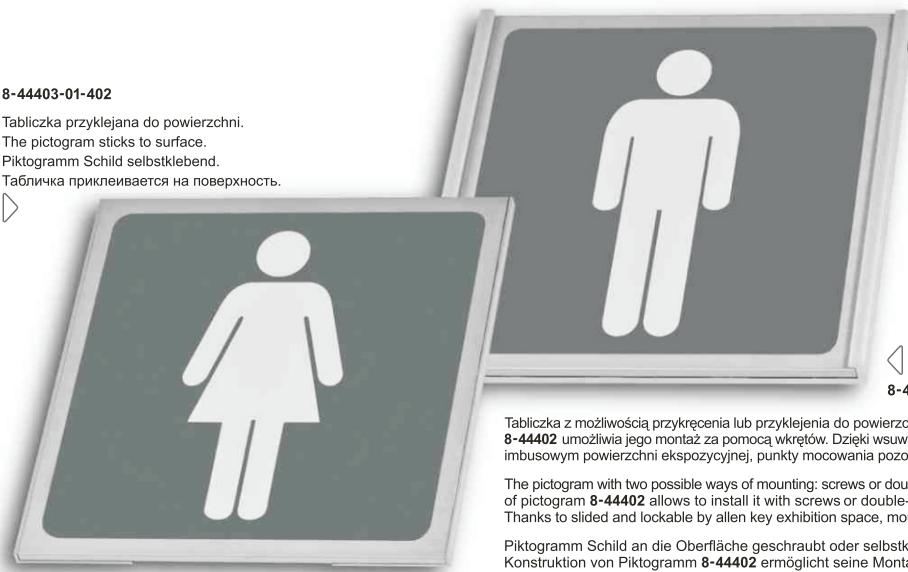 8-44403-01-402
Tabliczka przyklejana do powierzchni.
The pictogram sticks to surface.
Piktogramm Schild selbstklebend.
Табличка приклеивается на поверхность.
Tabliczka z możliwością przykręcenia lub przyklejenia do
8-44402 umożliwia jego montaż za pomocą wkrętów. Dzięki
imbusowym powierzchni ekspozycyjnej, punkty mocowania
The pictogram with two possible ways of mounting: screws or
of pictogram 8-44402 allows to install it with screws or
Thanks to slided and lockable by allen key exhibition space,
Piktogramm Schild an die Oberfläche geschraubt oder
Konstruktion von Piktogramm 8-44402 ermöglicht seine